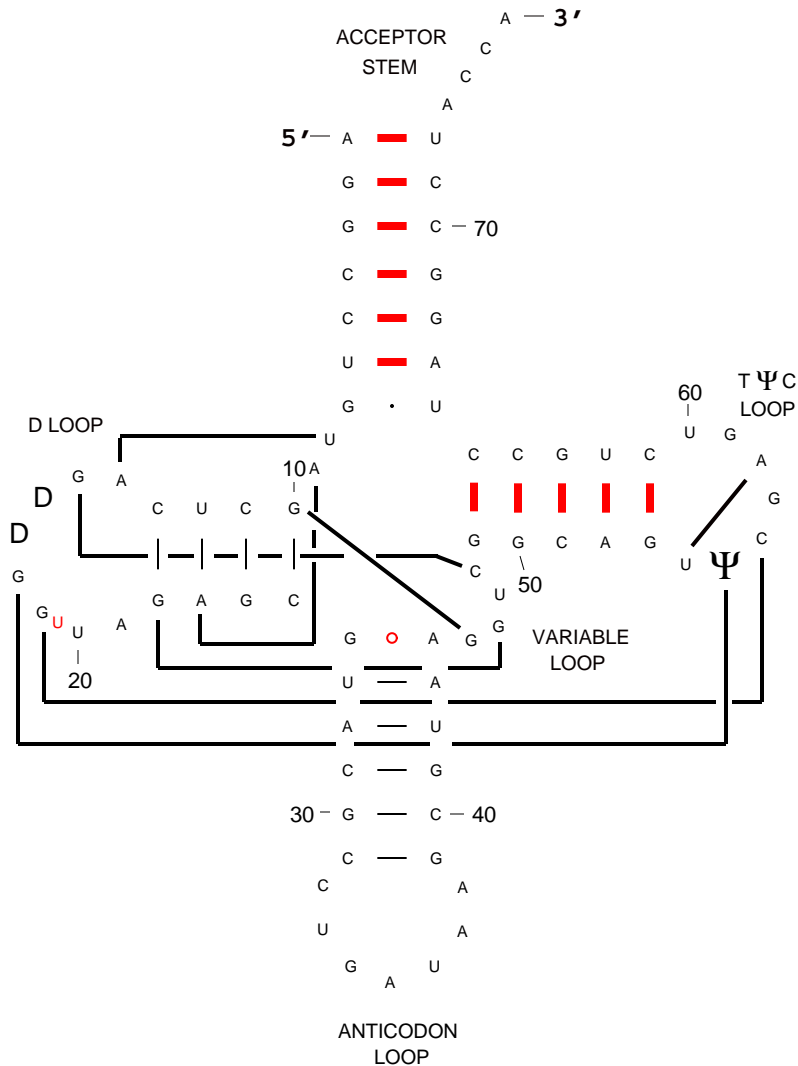 A 3′
ACCEPTOR
STEM
C
C
A
5′ A U
G C
G C 70
C G
C G
U A
G U
60
T Ψ C
LOOP
D LOOP
U
U G
C C G U C
A
G A
10 A
G
D
C U C G
D
C
G G A C G U Ψ
C
G
50
U
G A G C
G U U A
G
G A G
VARIABLE
LOOP
20
U A
A U
C G
30 G C 40
C G
C A
U A
G U
A
ANTICODON
LOOP